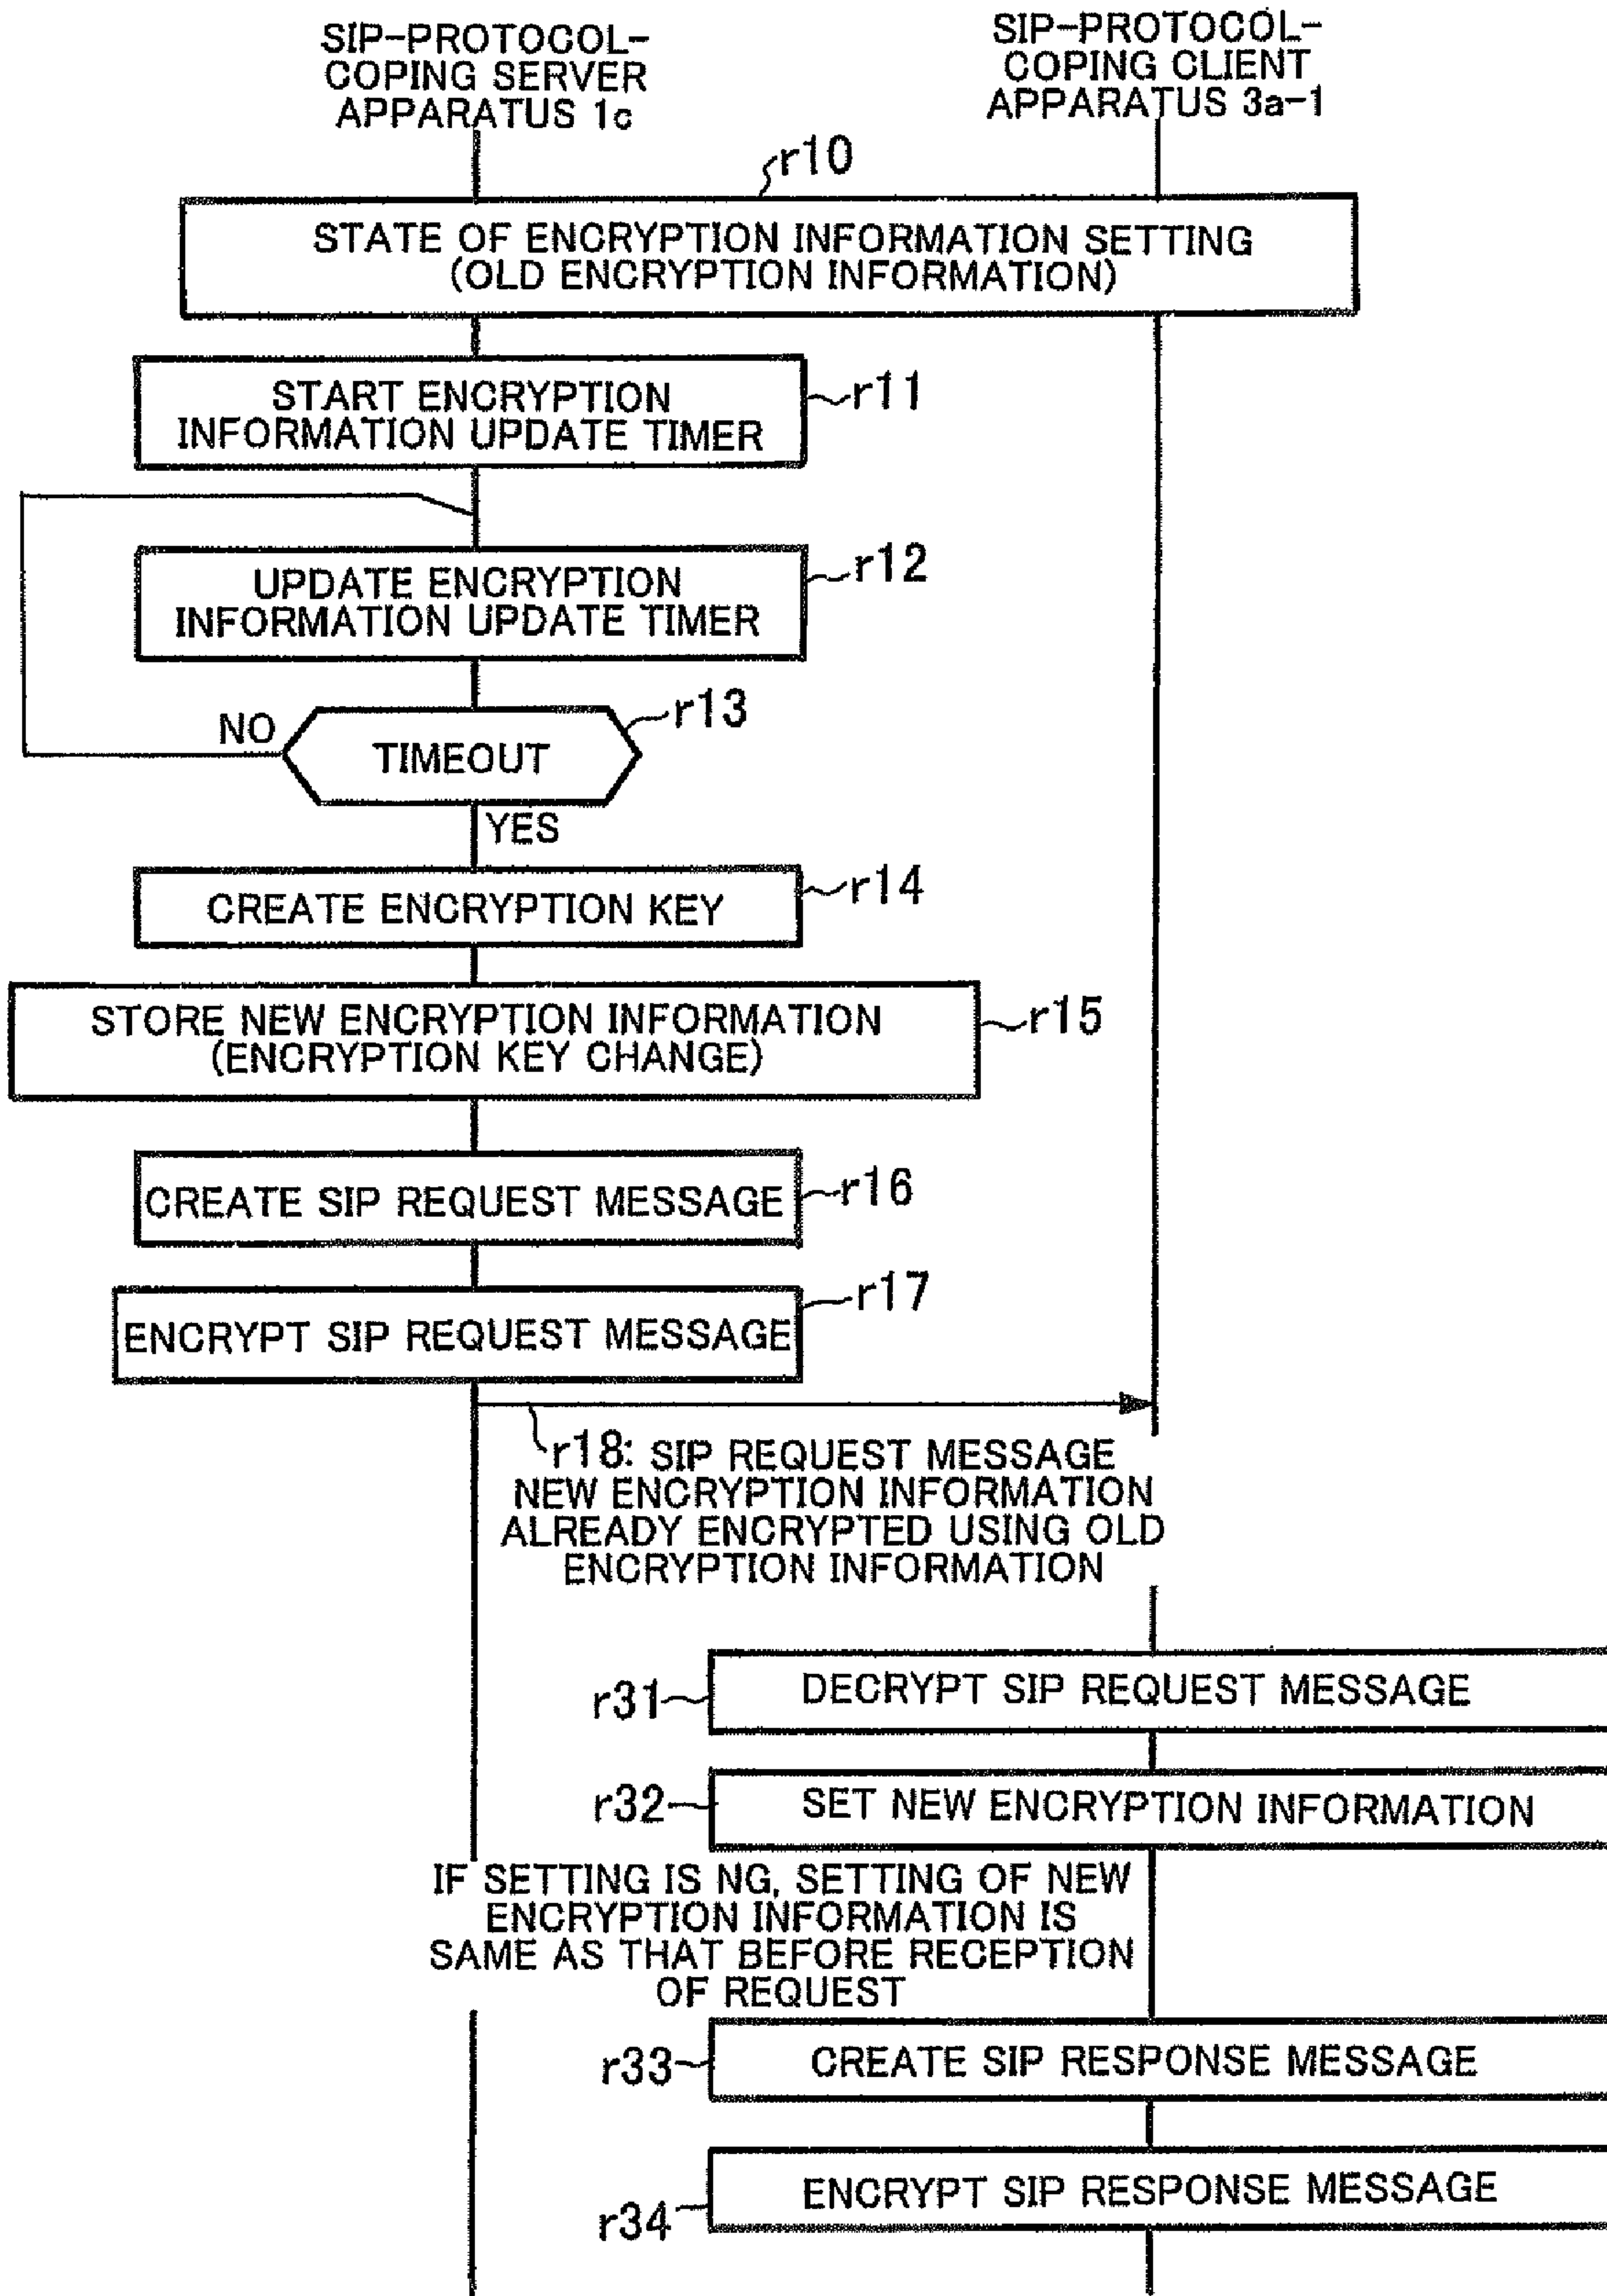 SIP-PROTOCOL-
COPING SERVER
APPARATUS 1c
SIP-PROTOCOL-
COPING CLIENT
APPARATUS 3a-1
r10
STATE OF ENCRYPTION INFORMATION SETTING
(OLD ENCRYPTION INFORMATION)
START ENCRYPTION
INFORMATION UPDATE TIMER
r11
UPDATE ENCRYPTION
INFORMATION UPDATE TIMER
r12
NO
TIMEOUT
r13
YES
CREATE ENCRYPTION KEY
r14
STORE NEW ENCRYPTION INFORMATION
(ENCRYPTION KEY CHANGE)
r15
CREATE SIP REQUEST MESSAGE
r16
ENCRYPT SIP REQUEST MESSAGE
r17
r18: SIP REQUEST MESSAGE
NEW ENCRYPTION INFORMATION
ALREADY ENCRYPTED USING OLD
ENCRYPTION INFORMATION
r31
DECRYPT SIP REQUEST MESSAGE
r32
SET NEW ENCRYPTION INFORMATION
IF SETTING IS NG, SETTING OF NEW
ENCRYPTION INFORMATION IS
SAME AS THAT BEFORE RECEPTION
OF REQUEST
r33
CREATE SIP RESPONSE MESSAGE
r34
ENCRYPT SIP RESPONSE MESSAGE